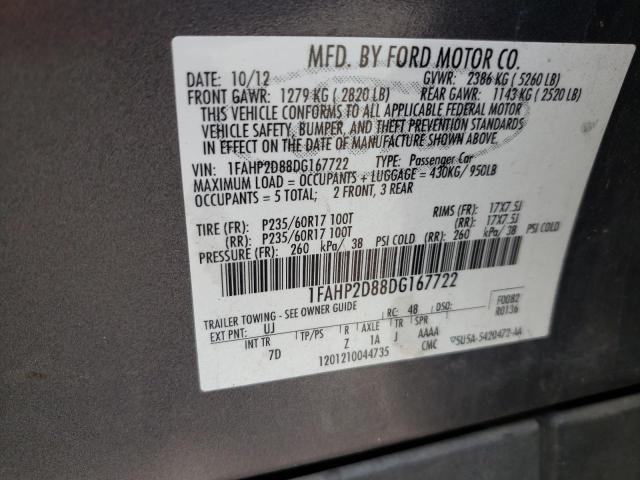 MFD. BY FORD MOTOR CO.
DATE: 10/12 GVWR: 2386 KG ( 5260 LB)
FRONT GAWR: 1279 KG ( 2820 LB) REAR GAWR: 1143 KG ( 2520 LB)
THIS VEHICLE CONFORMS TO ALL APPLICABLE FEDERAL MOTOR
VEHICLE SAFETY, BUMPER, AND THEFT PREVENTION STANDARDS
IN EFFECT ON THE DATE OF MANUFACTURE SHOWN ABOVE.
VIN: 1FAHP2D88DG167722 TYPE: Passenger Car
MAXIMUM LOAD = OCCUPANTS + LUGGAGE = 430KG / 950LB
OCCUPANTS = 5 TOTAL; 2 FRONT, 3 REAR
TIRE (FR): P235/60R17 100T RIMS (FR): 17X7.5J
(RR): P235/60R17 100T (RR): 17X7.5J
PRESSURE (FR): 260 kPa/ 38 PSI COLD (RR): 260 kPa/ 38 PSI COLD
1FAHP2D88DG167722
TRAILER TOWING - SEE OWNER GUIDE RC: 48 DSO: F0082
EXT PNT: UJ R0136
INT TR TP/PS R AXLE TR SPR
7D Z 1A J AAAA
1201210044735 CMC 5U5A-5420472-AA